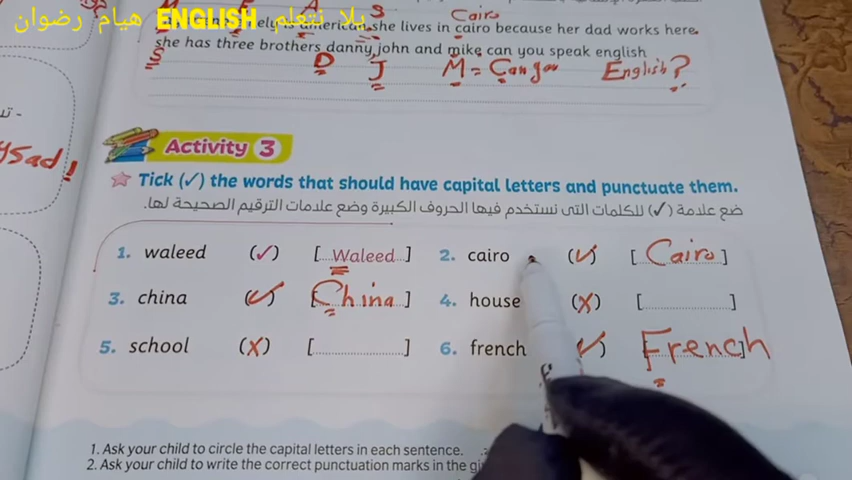 يلا نتعلم ENGLISH هيام رضوان
A S Cairo
american she lives in cairo because her dad works here
she has three brothers danny john and mike can you speak english
S D J M = Can you English?
sad!
Activity 3
Tick (✓) the words that should have capital letters and punctuate them.
ضع علامة (✓) للكلمات التى نستخدم فيها الحروف الكبيرة وضع علامات الترقيم الصحيحة لها.
1. waleed (✓) [ Waleed ] 2. cairo (✓) [ Cairo ]
3. china (✓) [ China ] 4. house (X) [ ]
5. school (X) [ ] 6. french (✓) [ French ]
1. Ask your child to circle the capital letters in each sentence.
2. Ask your child to write the correct punctuation marks in the